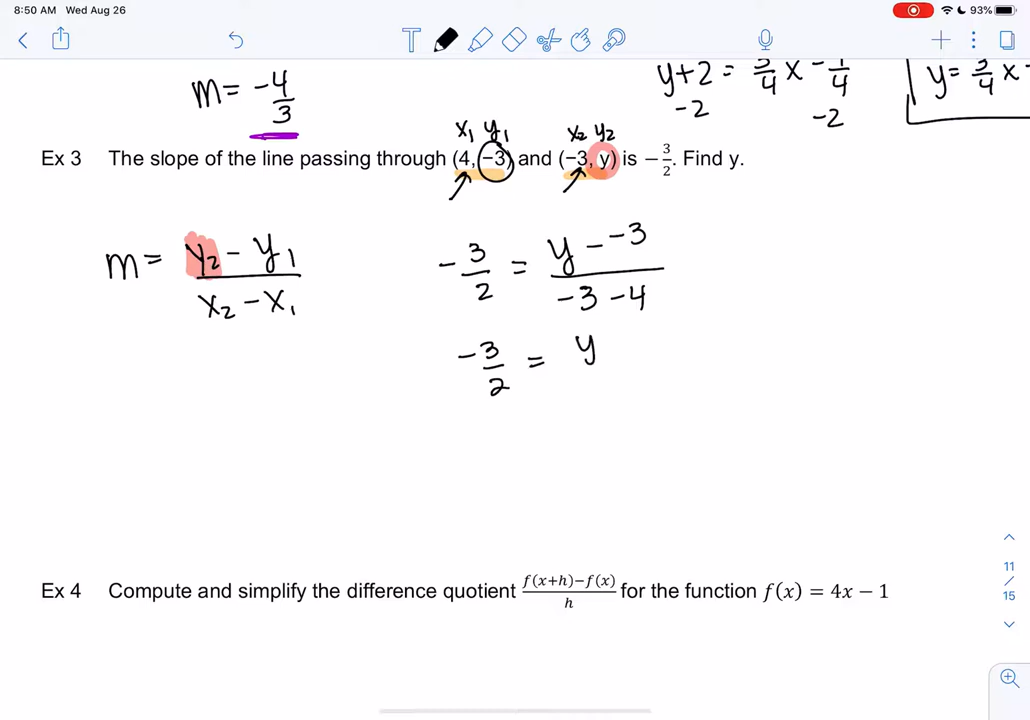 8:50 AM Wed Aug 26 93%
T
y+2 = 3/4 x - 1/4
-2 -2
y= 3/4 x -
m= -4/3
x₁ y₁ x₂ y₂
Ex 3 The slope of the line passing through (4, −3) and (−3, y) is −3/2. Find y.
m = y₂ - y₁ / x₂ - x₁
-3/2 = y - -3 / -3 - 4
-3/2 = y
11
/
15
Ex 4 Compute and simplify the difference quotient f(x+h)−f(x) / h for the function f(x) = 4x − 1